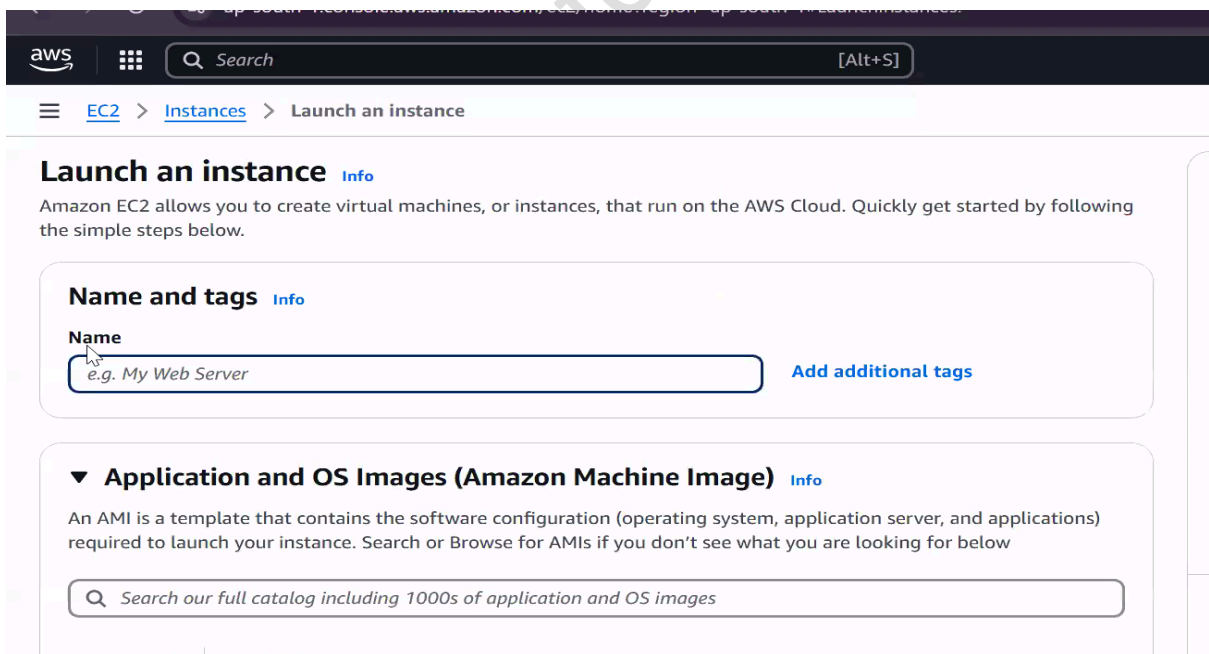 aws
Search [Alt+S]
EC2 > Instances > Launch an instance
Launch an instance Info
Amazon EC2 allows you to create virtual machines, or instances, that run on the AWS Cloud. Quickly get started by following
the simple steps below.
Name and tags Info
Name
e.g. My Web Server
Add additional tags
Application and OS Images (Amazon Machine Image) Info
An AMI is a template that contains the software configuration (operating system, application server, and applications)
required to launch your instance. Search or Browse for AMIs if you don't see what you are looking for below
Search our full catalog including 1000s of application and OS images